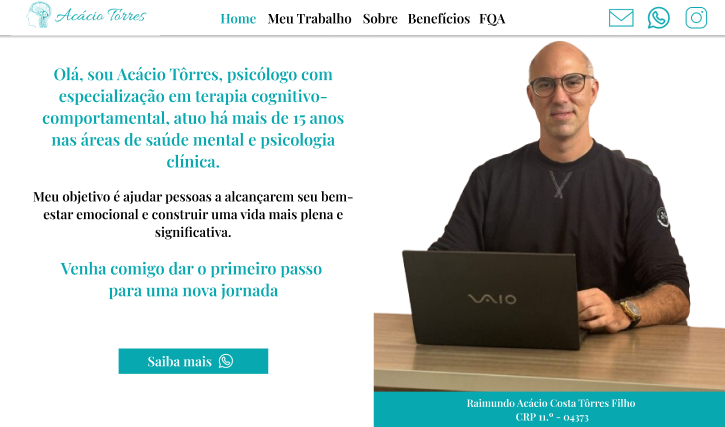 Acácio Tôrres
Home Meu Trabalho Sobre Benefícios FQA
Olá, sou Acácio Tôrres, psicólogo com
especialização em terapia cognitivo-
comportamental, atuo há mais de 15 anos
nas áreas de saúde mental e psicologia
clínica.
Meu objetivo é ajudar pessoas a alcançarem seu bem-
estar emocional e construir uma vida mais plena e
significativa.
Venha comigo dar o primeiro passo
para uma nova jornada
Saiba mais
VAIO
Raimundo Acácio Costa Tôrres Filho
CRP 11.º - 04373